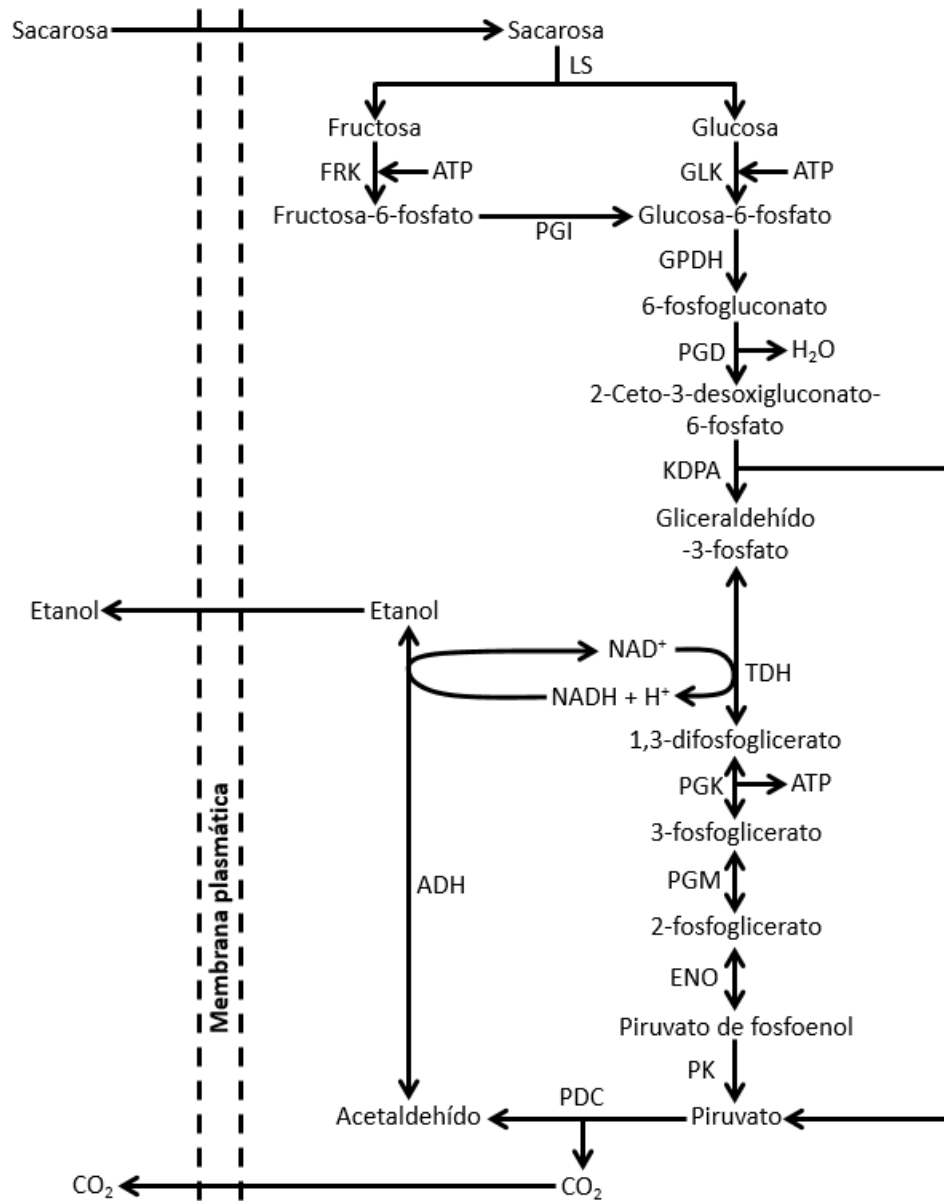 Sacarosa
Sacarosa
LS
Fructosa
Glucosa
FRK
ATP
GLK
ATP
Fructosa-6-fosfato
PGI
Glucosa-6-fosfato
GPDH
6-fosfogluconato
PGD
H₂O
2-Ceto-3-desoxigluconato-
6-fosfato
KDPA
Gliceraldehído
-3-fosfato
Etanol
Etanol
NAD⁺
TDH
NADH + H⁺
1,3-difosfoglicerato
PGK
ATP
3-fosfoglicerato
PGM
ADH
2-fosfoglicerato
Membrana plasmática
ENO
Piruvato de fosfoenol
PK
PDC
Acetaldehído
Piruvato
CO₂
CO₂